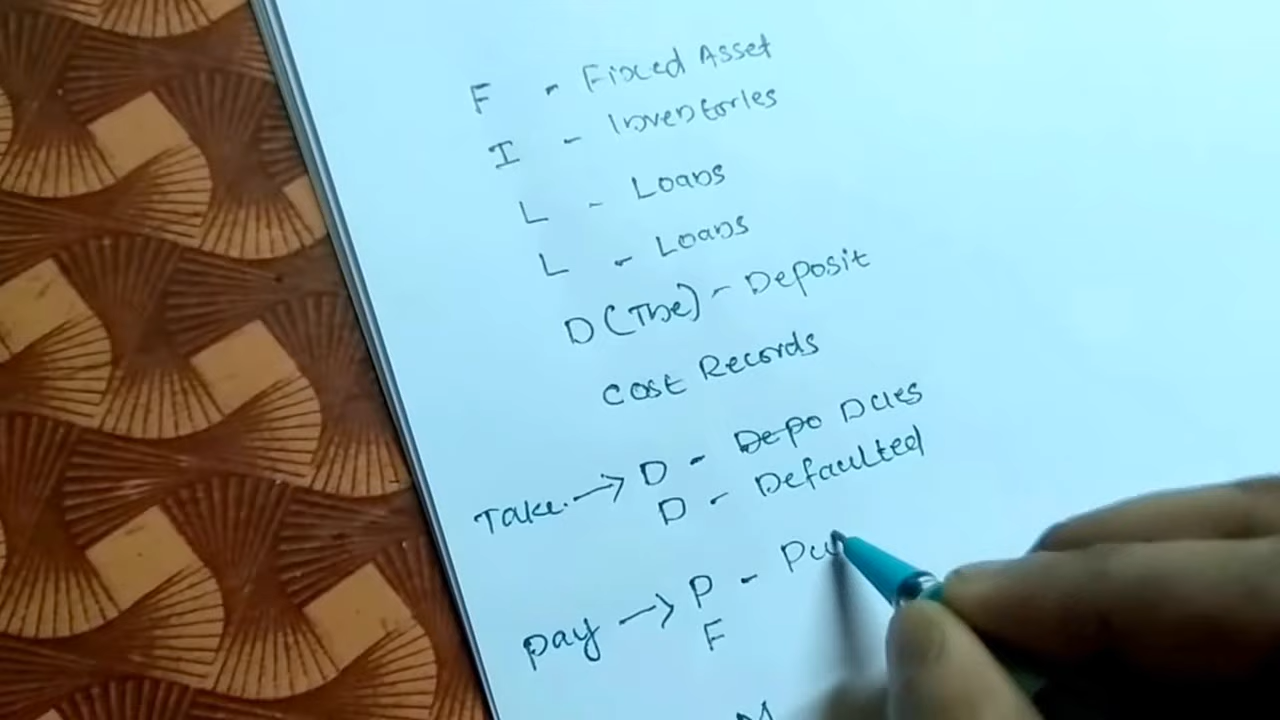 F - Fixed Asset
I - Inventories
L - Loans
L - Loans
D (The) - Deposit
Cost Records
Take. → D - Depo Dues
D - Defaulted
Pay → P - Pu
F
M